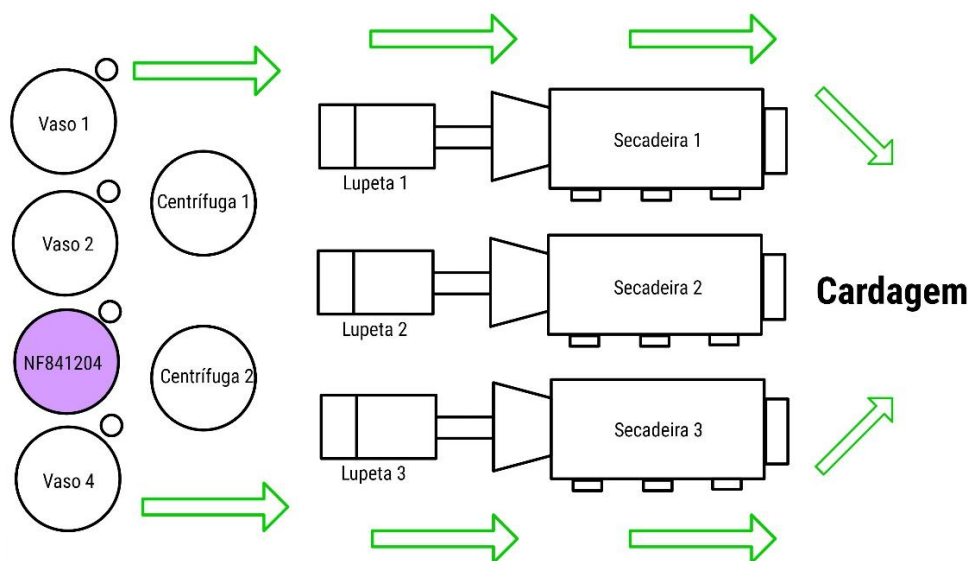 Vaso 1
Vaso 2
NF841204
Vaso 4
Centrífuga 1
Centrífuga 2
Lupeta 1
Secadeira 1
Lupeta 2
Secadeira 2
Lupeta 3
Secadeira 3
Cardagem